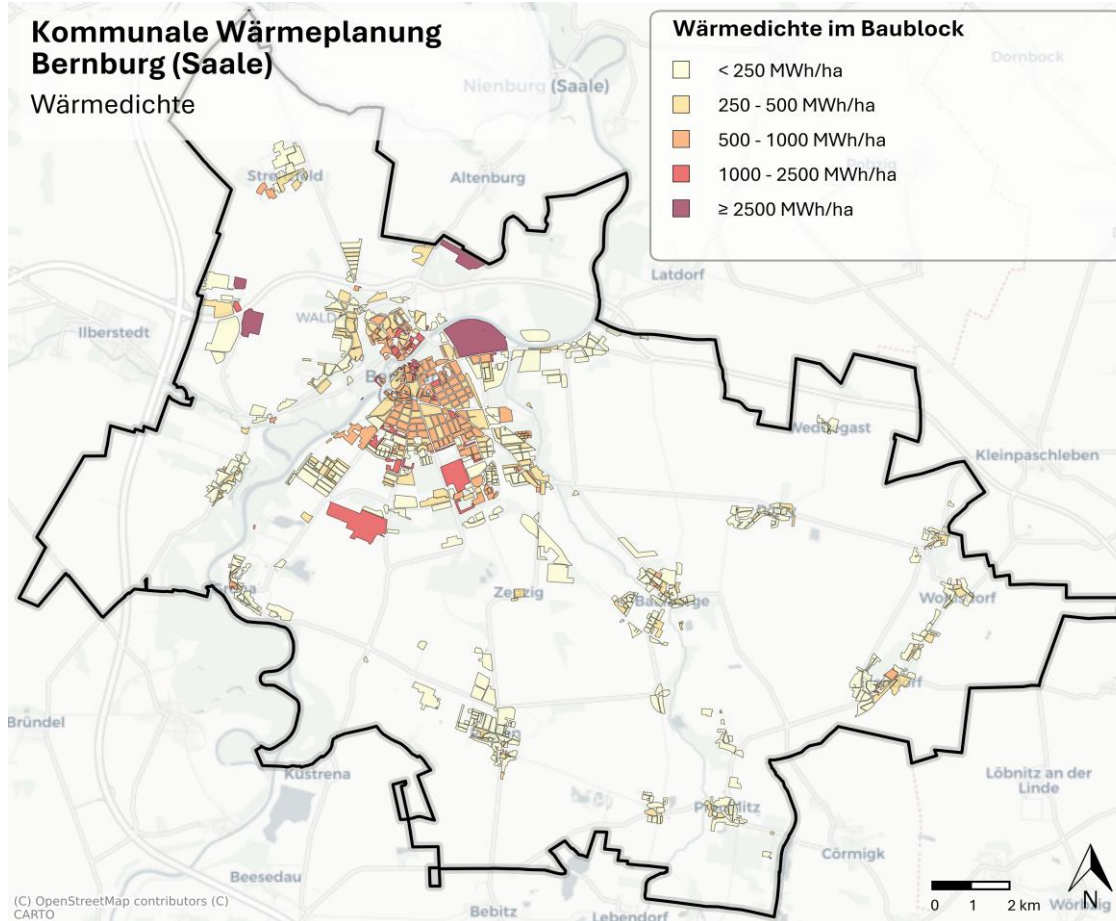 Kommunale Wärmeplanung
Bernburg (Saale)
Wärmedichte
Wärmedichte im Baublock
< 250 MWh/ha
250 - 500 MWh/ha
500 - 1000 MWh/ha
1000 - 2500 MWh/ha
≥ 2500 MWh/ha
Dornbock
Nienburg (Saale)
Altenburg
Latdorf
Ilberstedt
WALD
Kleinpaschleben
Bründel
Küstrena
Löbnitz an der
Linde
Cörmigk
Beesedau
Bebitz
Lebendorf
0 1 2 km
N
(C) OpenStreetMap contributors (C)
CARTO